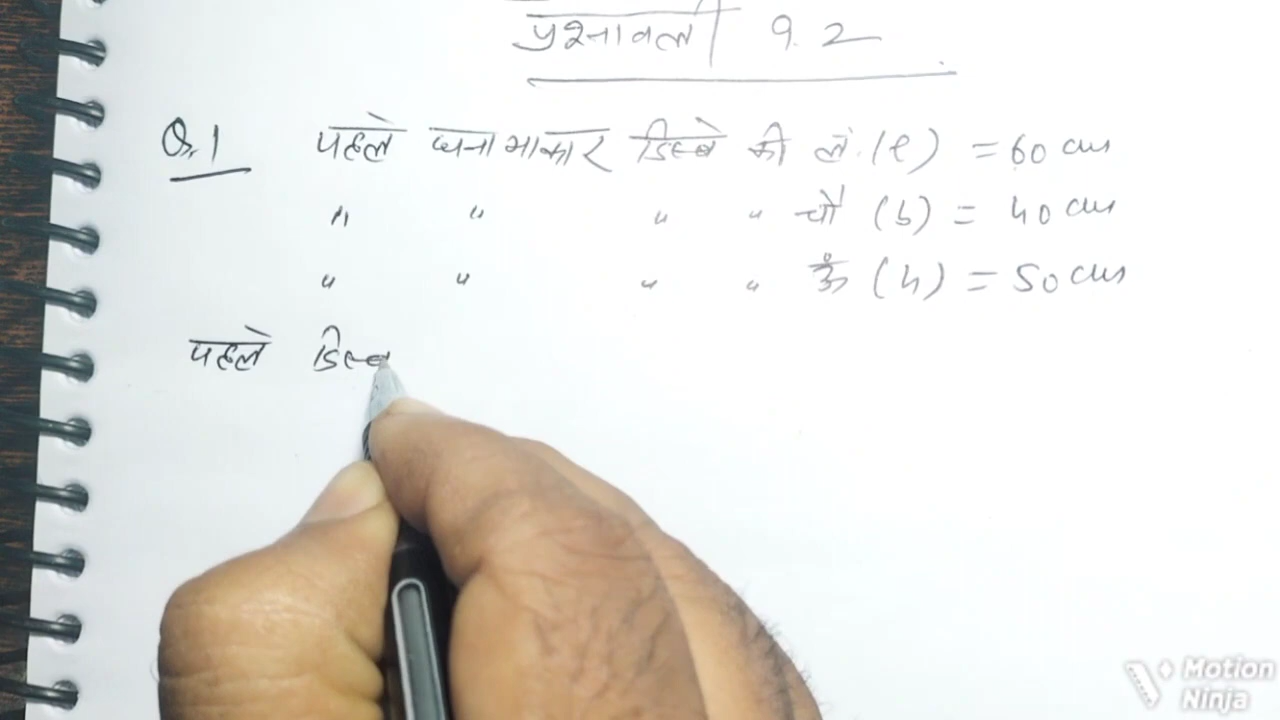 प्रश्नावली 9.2
Q.1 पहले घनाभाकार डिब्बे की लं.(l) = 60 cm
" " " " चौ (b) = 40 cm
" " " " ऊँ (h) = 50 cm
पहले डिब्ब
Motion
Ninja